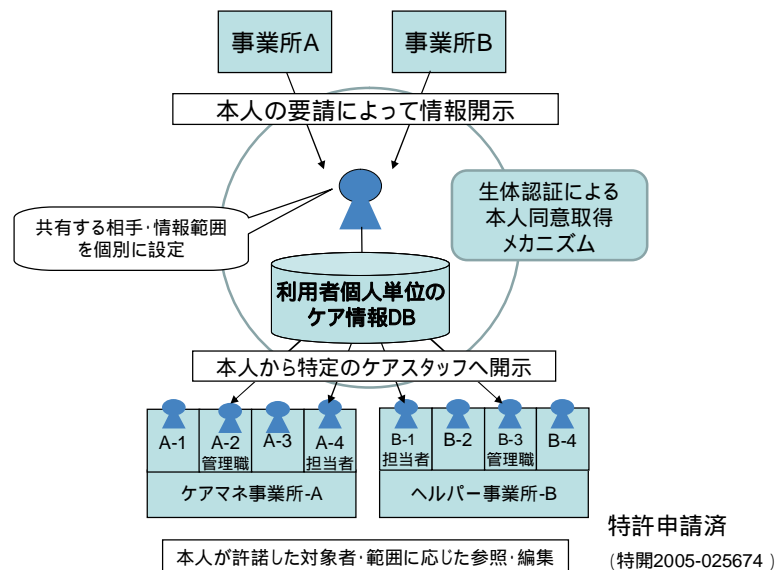 事業所A
事業所B
本人の要請によって情報開示
生体認証による
本人同意取得
メカニズム
共有する相手･情報範囲
を個別に設定
利用者個人単位の
ケア情報DB
本人から特定のケアスタッフへ開示
A-1
A-2
管理職
A-3
A-4
担当者
B-1
担当者
B-2
B-3
管理職
B-4
ケアマネ事業所-A
ヘルパー事業所-B
特許申請済
(特開2005-025674 )
本人が許諾した対象者･範囲に応じた参照･編集